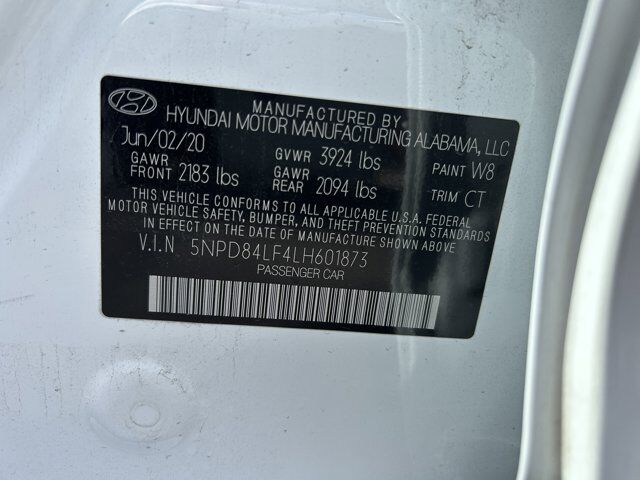 MANUFACTURED BY
HYUNDAI MOTOR MANUFACTURING ALABAMA, LLC
Jun/02/20 GVWR 3924 lbs PAINT W8
GAWR FRONT 2183 lbs GAWR REAR 2094 lbs TRIM CT
THIS VEHICLE CONFORMS TO ALL APPLICABLE U.S.A. FEDERAL
MOTOR VEHICLE SAFETY, BUMPER, AND THEFT PREVENTION STANDARDS
IN EFFECT ON THE DATE OF MANUFACTURE SHOWN ABOVE.
V.I.N 5NPD84LF4LH601873
PASSENGER CAR